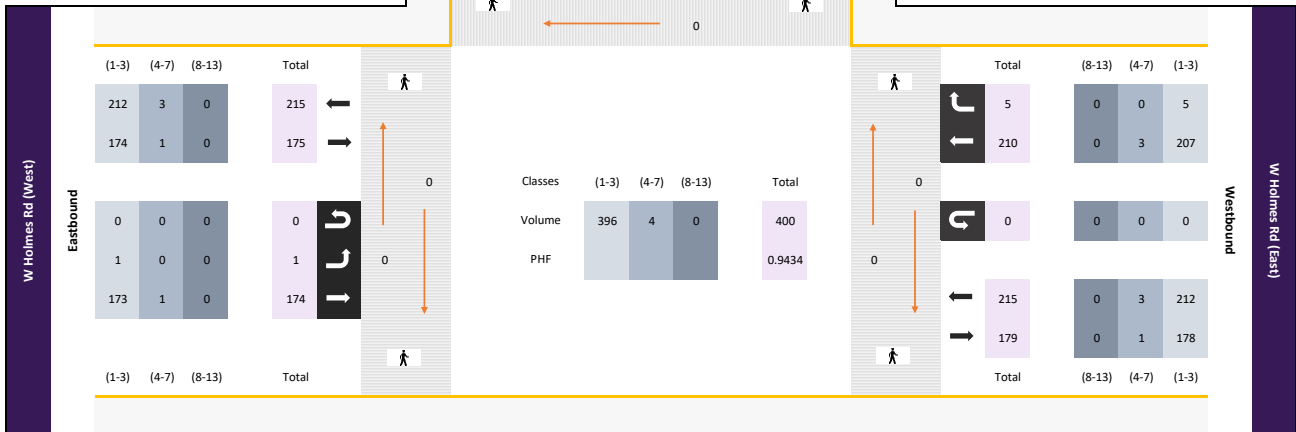 0
(1-3) (4-7) (8-13) Total
212 3 0 215
174 1 0 175
0
0 0 0 0
1 0 0 1 0
173 1 0 174
(1-3) (4-7) (8-13) Total
W Holmes Rd (West)
Eastbound
Classes (1-3) (4-7) (8-13) Total
Volume 396 4 0 400
PHF 0.9434
Total (8-13) (4-7) (1-3)
5 0 0 5
210 0 3 207
0
0 0 0 0
0
215 0 3 212
179 0 1 178
Total (8-13) (4-7) (1-3)
Westbound
W Holmes Rd (East)